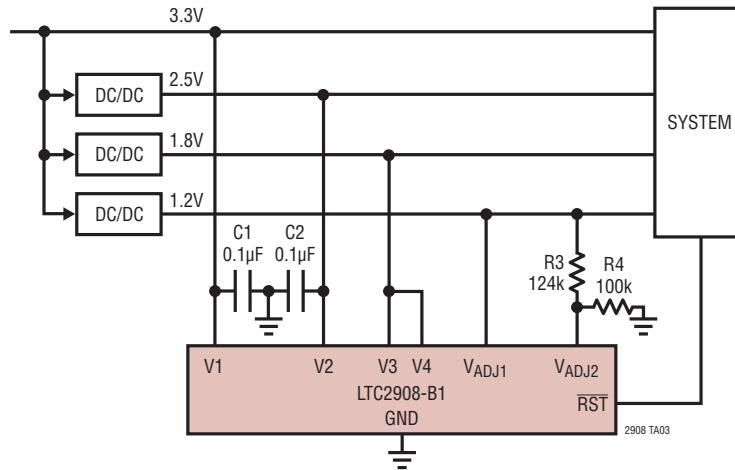 3.3V
2.5V
DC/DC
SYSTEM
1.8V
DC/DC
1.2V
DC/DC
C1
0.1µF
C2
0.1µF
R3
124k
R4
100k
V1
V2
V3
V4
VADJ1
VADJ2
LTC2908-B1
RST
GND
2908 TA03